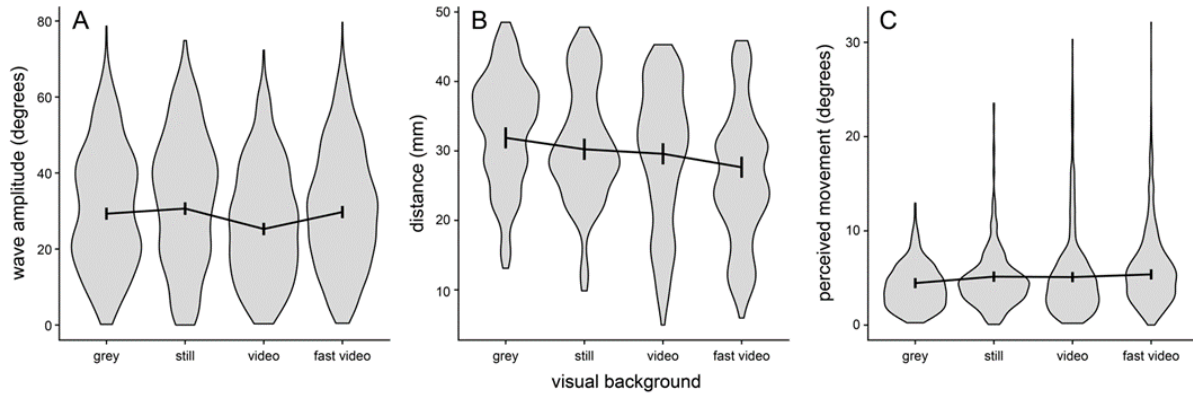 A
wave amplitude (degrees)
80
60
40
20
0
grey still video fast video
B
distance (mm)
50
40
30
20
10
grey still video fast video
visual background
C
perceived movement (degrees)
30
20
10
0
grey still video fast video